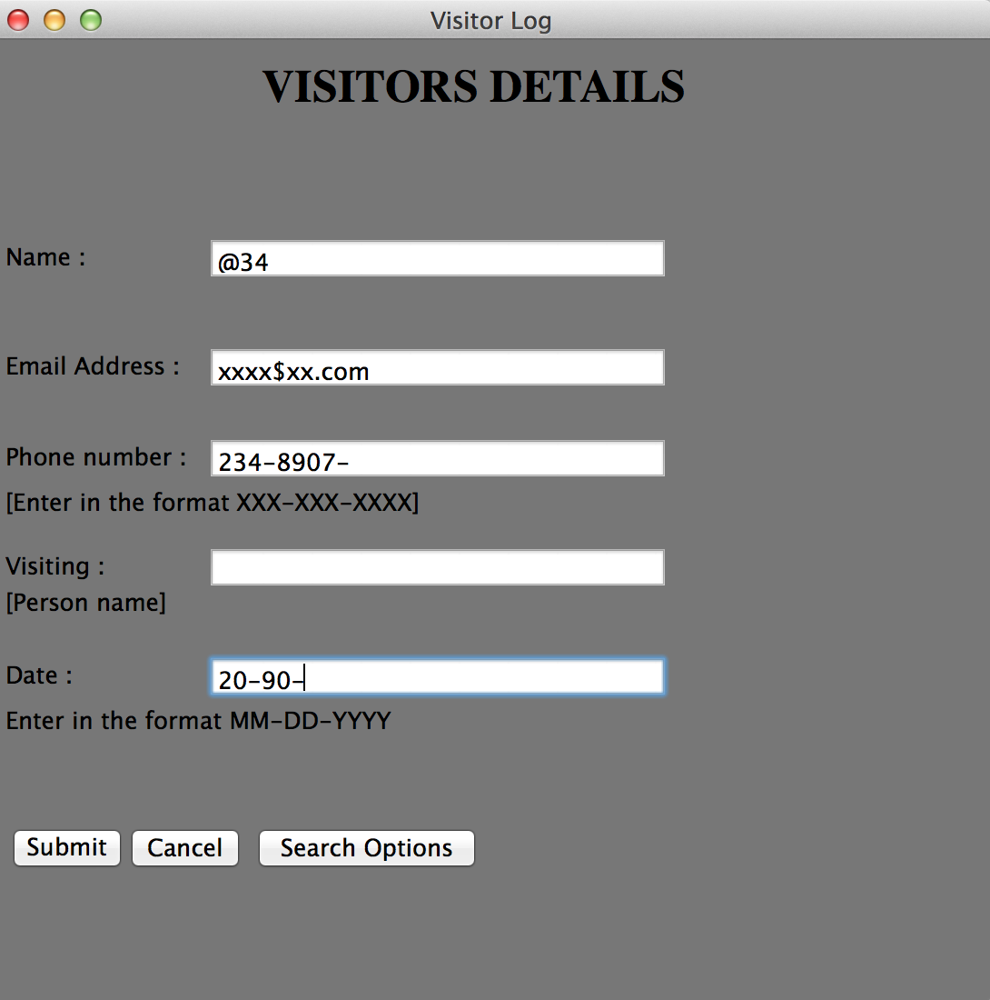 Visitor Log
VISITORS DETAILS
Name : @34
Email Address : xxxx$xx.com
Phone number : 234-8907-
[Enter in the format XXX-XXX-XXXX]
Visiting :
[Person name]
Date : 20-90-
Enter in the format MM-DD-YYYY
Submit Cancel Search Options